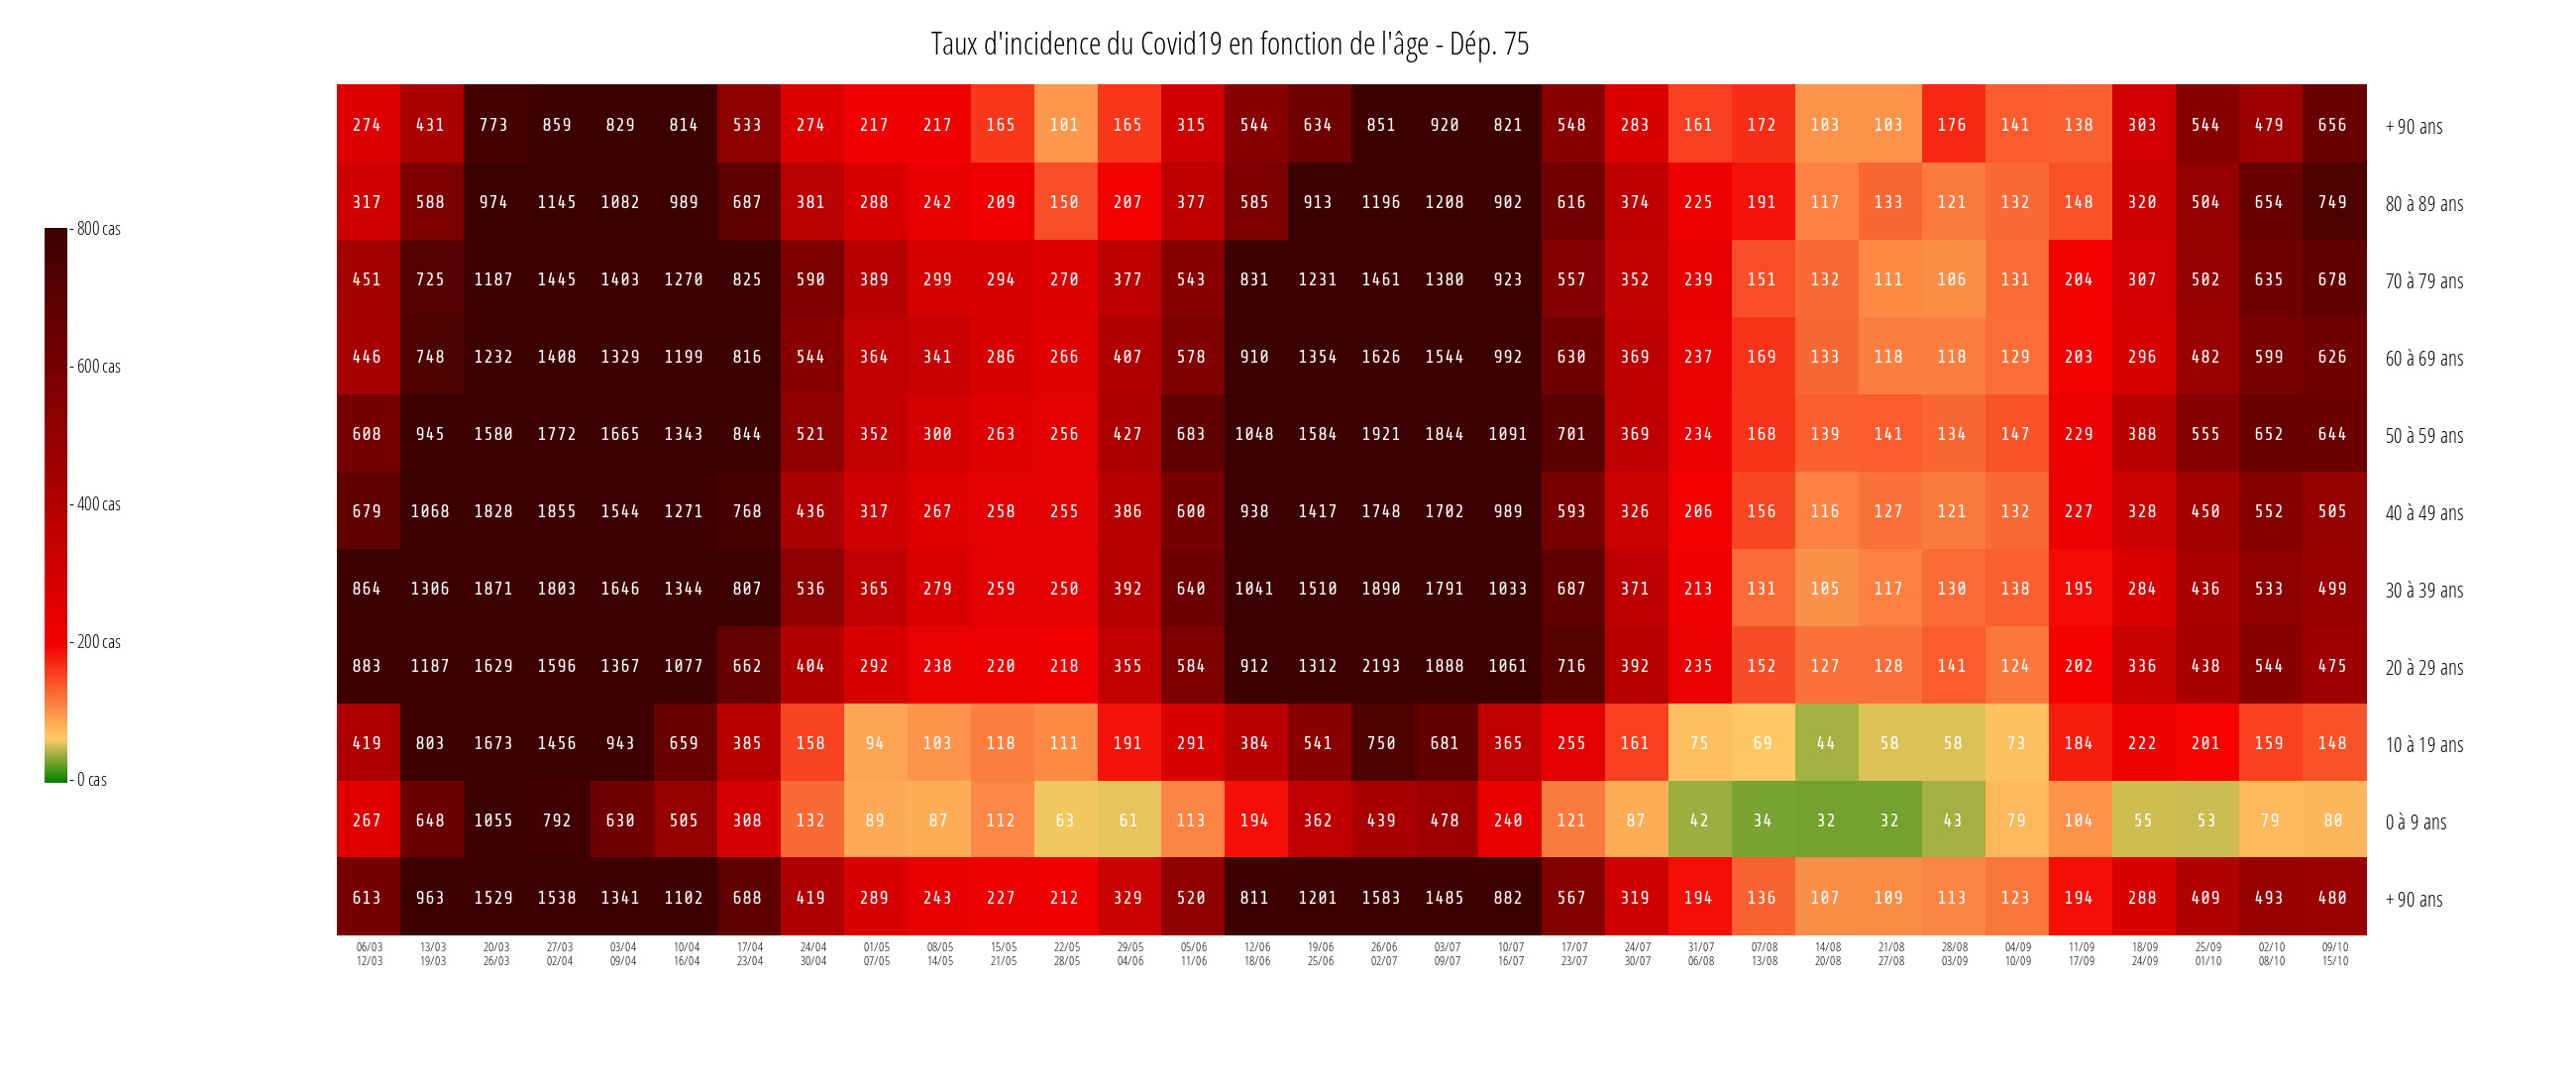 Taux d'incidence du Covid19 en fonction de l'âge - Dép. 75
- 800 cas
- 600 cas
- 400 cas
- 200 cas
- 0 cas
274 431 773 859 829 814 533 274 217 217 165 101 165 315 544 634 851 920 821 548 283 161 172 103 103 176 141 138 303 544 479 656 + 90 ans
317 588 974 1145 1082 989 687 381 288 242 209 150 207 377 585 913 1196 1208 902 616 374 225 191 117 133 121 132 148 320 504 654 749 80 à 89 ans
451 725 1187 1445 1403 1270 825 590 389 299 294 270 377 543 831 1231 1461 1380 923 557 352 239 151 132 111 106 131 204 307 502 635 678 70 à 79 ans
446 748 1232 1408 1329 1199 816 544 364 341 286 266 407 578 910 1354 1626 1544 992 630 369 237 169 133 118 118 129 203 296 482 599 626 60 à 69 ans
608 945 1580 1772 1665 1343 844 521 352 300 263 256 427 683 1048 1584 1921 1844 1091 701 369 234 168 139 141 134 147 229 388 555 652 644 50 à 59 ans
679 1068 1828 1855 1544 1271 768 436 317 267 258 255 386 600 938 1417 1748 1702 989 593 326 206 156 116 127 121 132 227 328 450 552 505 40 à 49 ans
864 1306 1871 1803 1646 1344 807 536 365 279 259 250 392 640 1041 1510 1890 1791 1033 687 371 213 131 105 117 130 138 195 284 436 533 499 30 à 39 ans
883 1187 1629 1596 1367 1077 662 404 292 238 220 218 355 584 912 1312 2193 1888 1061 716 392 235 152 127 128 141 124 202 336 438 544 475 20 à 29 ans
419 803 1673 1456 943 659 385 158 94 103 118 111 191 291 384 541 750 681 365 255 161 75 69 44 58 58 73 184 222 201 159 148 10 à 19 ans
267 648 1055 792 630 505 308 132 89 87 112 63 61 113 194 362 439 478 240 121 87 42 34 32 32 43 79 104 55 53 79 80 0 à 9 ans
613 963 1529 1538 1341 1102 688 419 289 243 227 212 329 520 811 1201 1583 1485 882 567 319 194 136 107 109 113 123 194 288 409 493 480 + 90 ans
06/03 13/03 20/03 27/03 03/04 10/04 17/04 24/04 01/05 08/05 15/05 22/05 29/05 05/06 12/06 19/06 26/06 03/07 10/07 17/07 24/07 31/07 07/08 14/08 21/08 28/08 04/09 11/09 18/09 25/09 02/10 09/10
12/03 19/03 26/03 02/04 09/04 16/04 23/04 30/04 07/05 14/05 21/05 28/05 04/06 11/06 18/06 25/06 02/07 09/07 16/07 23/07 30/07 06/08 13/08 20/08 27/08 03/09 10/09 17/09 24/09 01/10 08/10 15/10